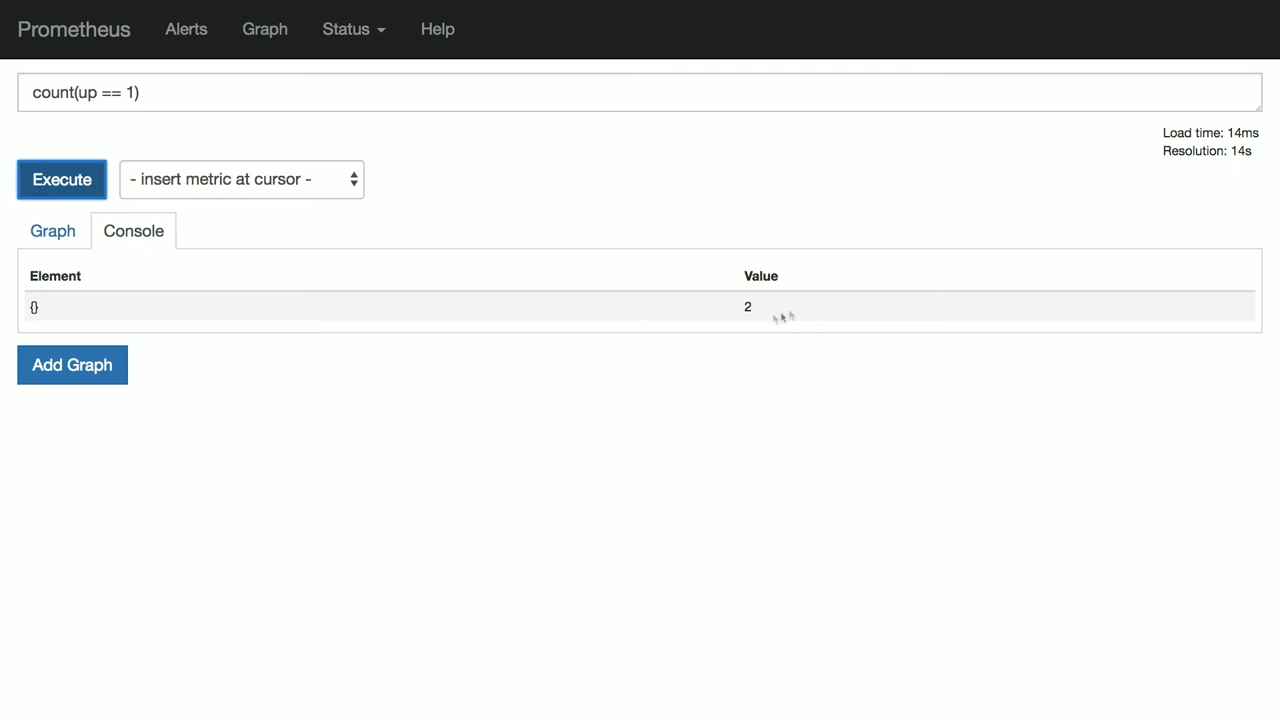 Prometheus Alerts Graph Status Help
count(up == 1)
Load time: 14ms
Resolution: 14s
Execute - insert metric at cursor -
Graph Console
Element Value
{} 2
Add Graph